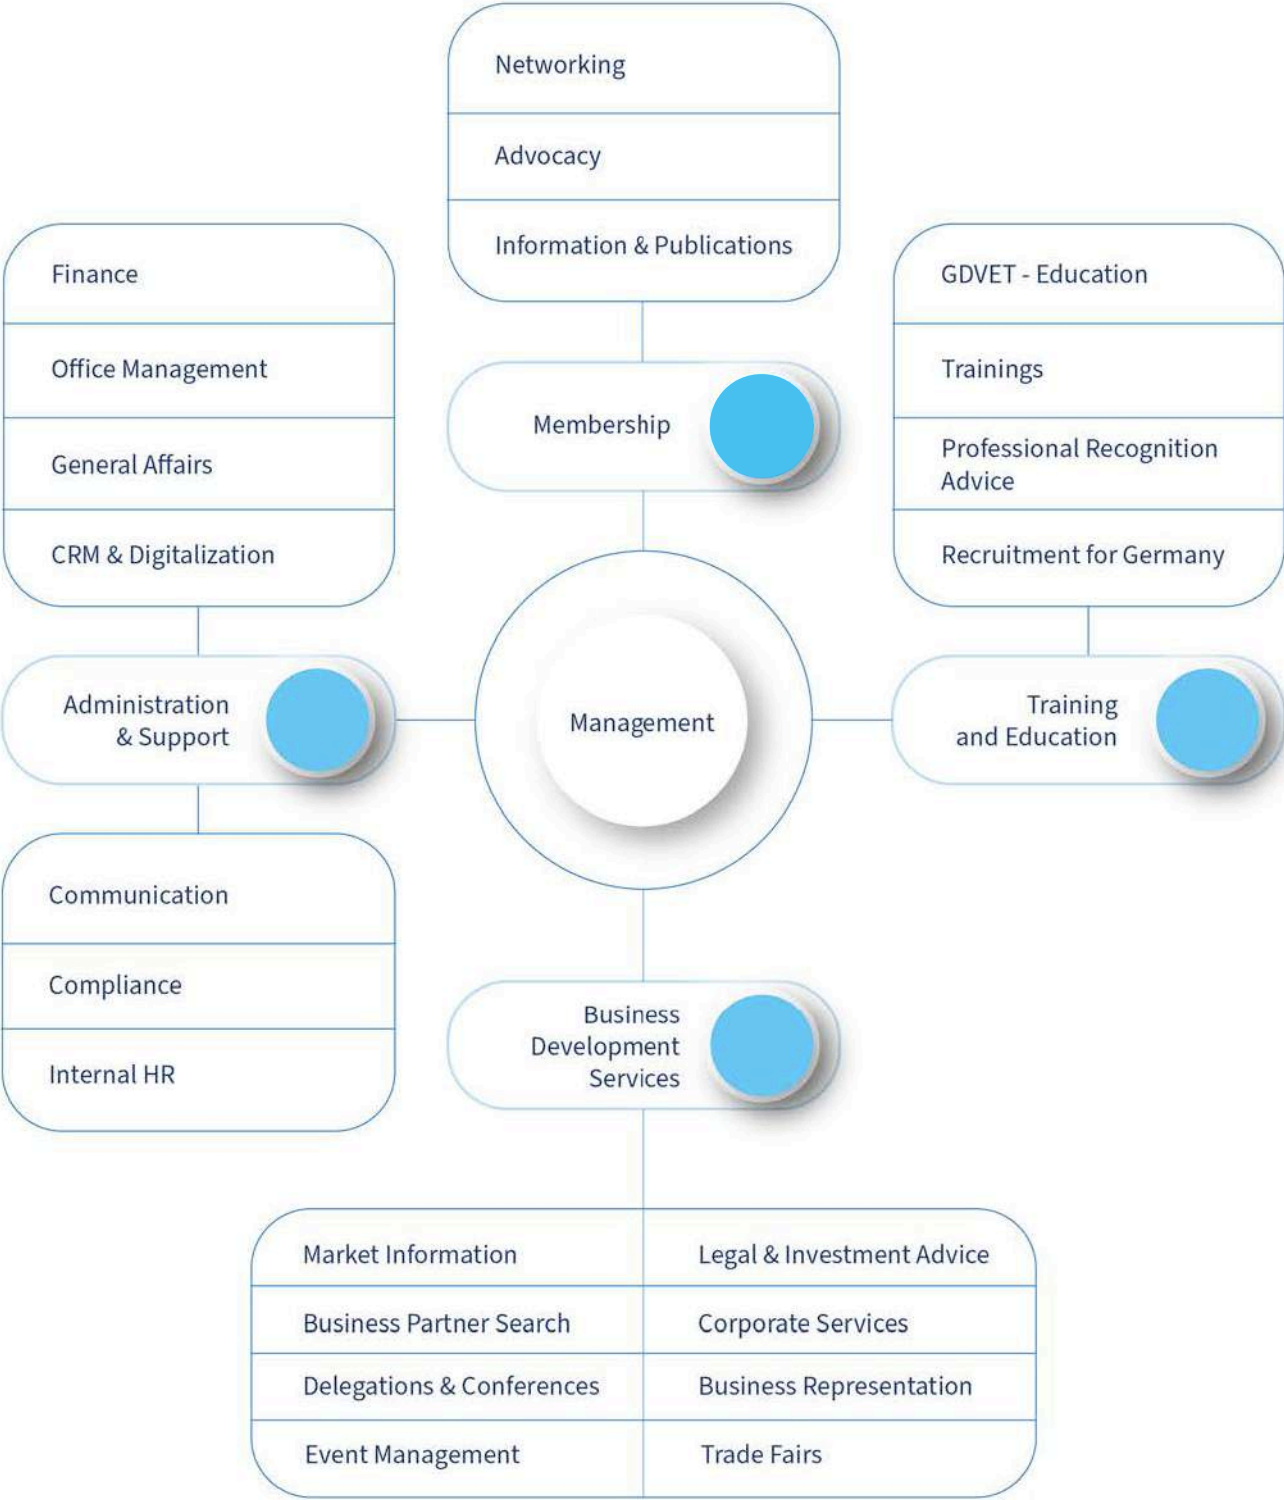 Networking
Advocacy
Information & Publications
Finance
Office Management
General Affairs
CRM & Digitalization
GDVET - Education
Trainings
Professional Recognition
Advice
Recruitment for Germany
Membership
Administration
& Support
Management
Training
and Education
Communication
Compliance
Internal HR
Business
Development
Services
Market Information
Legal & Investment Advice
Business Partner Search
Corporate Services
Delegations & Conferences
Business Representation
Event Management
Trade Fairs